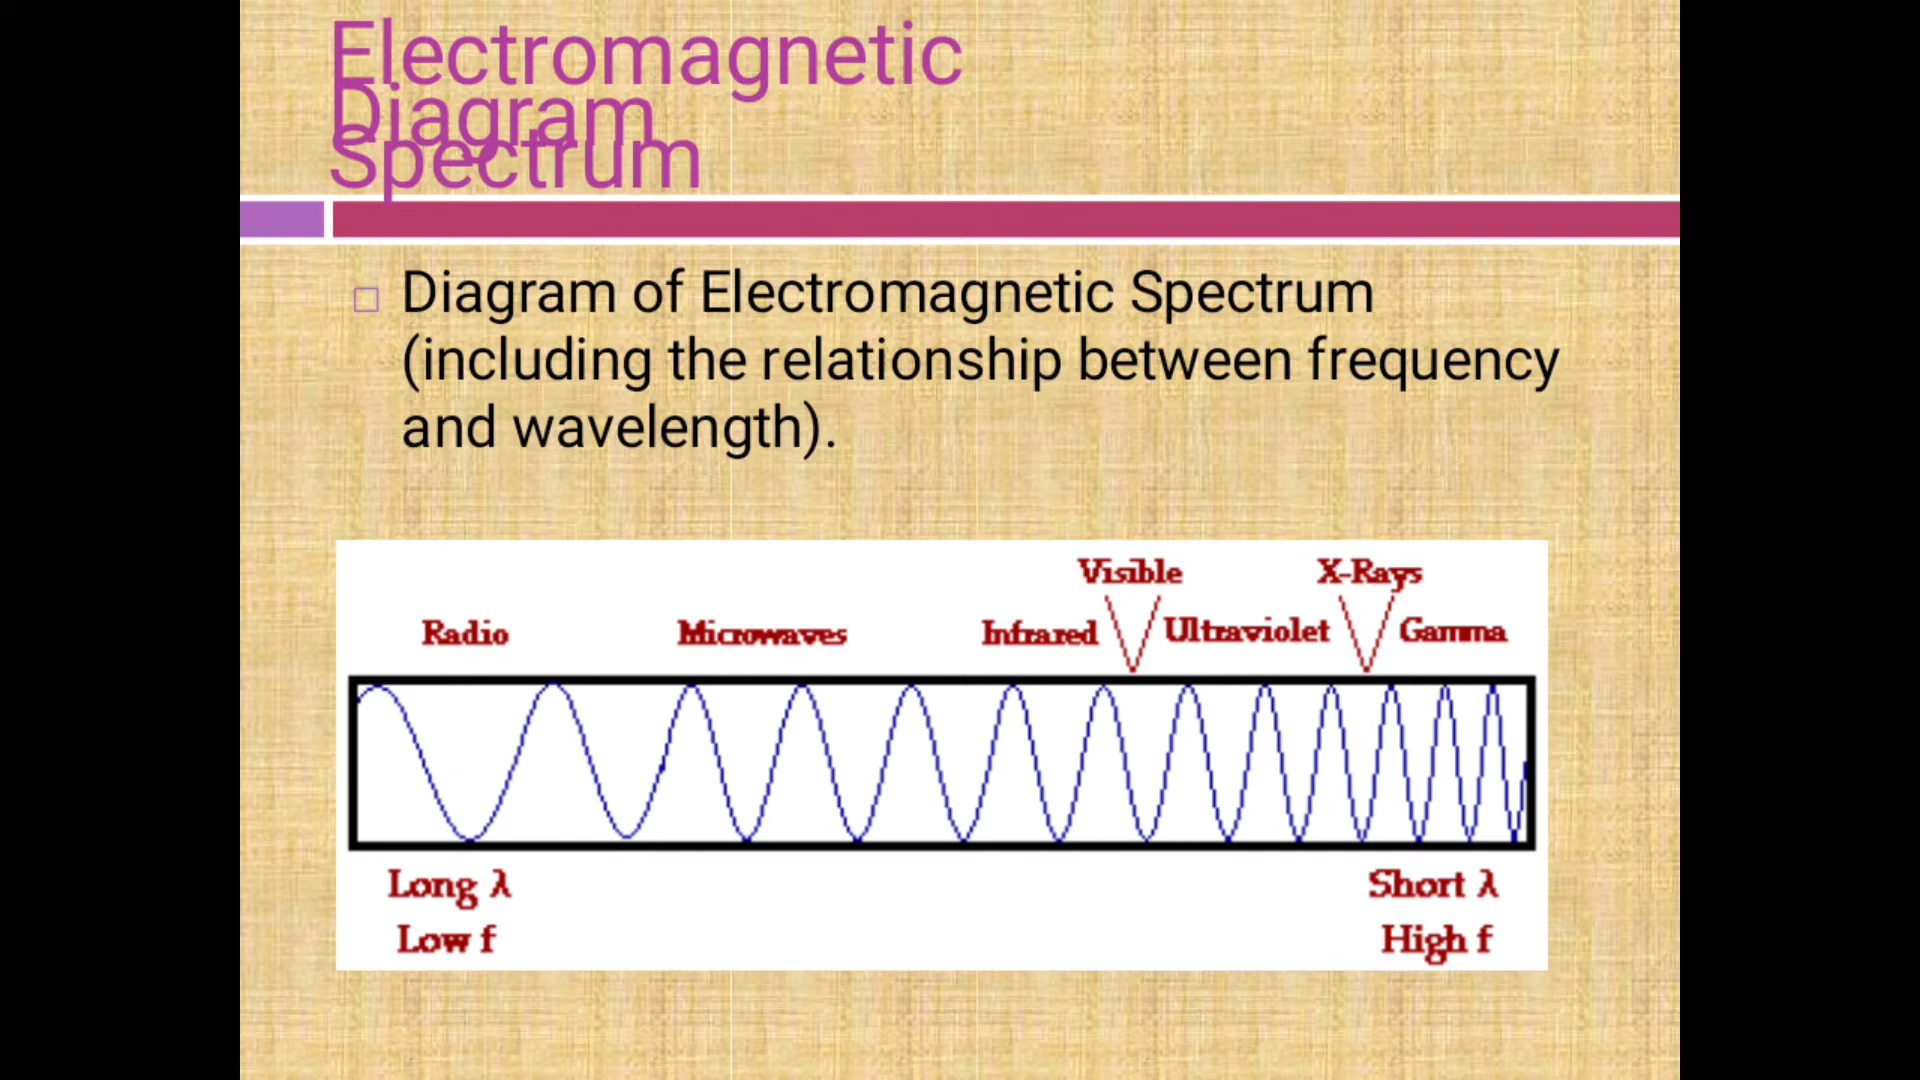 Electromagnetic
Diagram
Spectrum
Diagram of Electromagnetic Spectrum
(including the relationship between frequency
and wavelength).
Visible X-Rays
Radio Microwaves Infrared Ultraviolet Gamma
Long λ Short λ
Low f High f